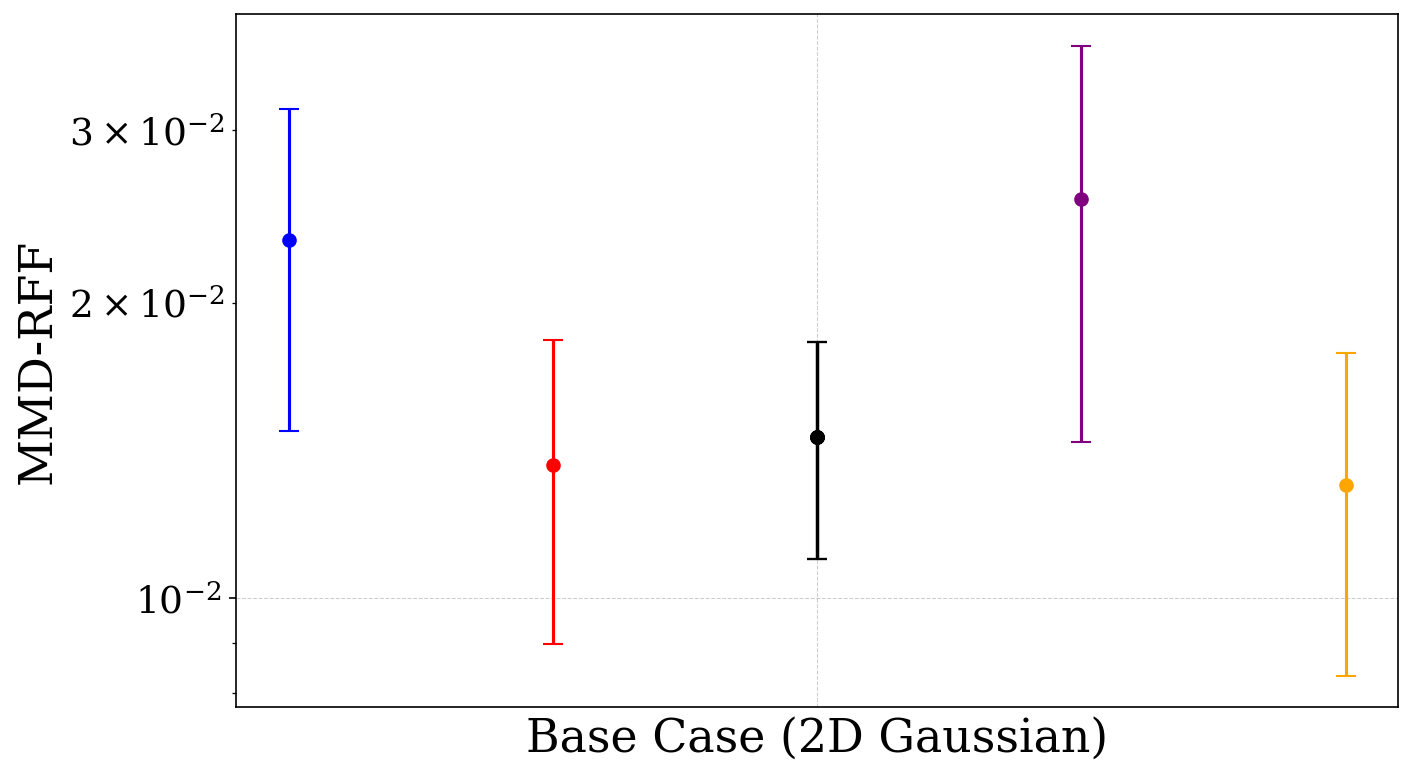 MMD-RFF
3 × 10⁻²
2 × 10⁻²
10⁻²
Base Case (2D Gaussian)